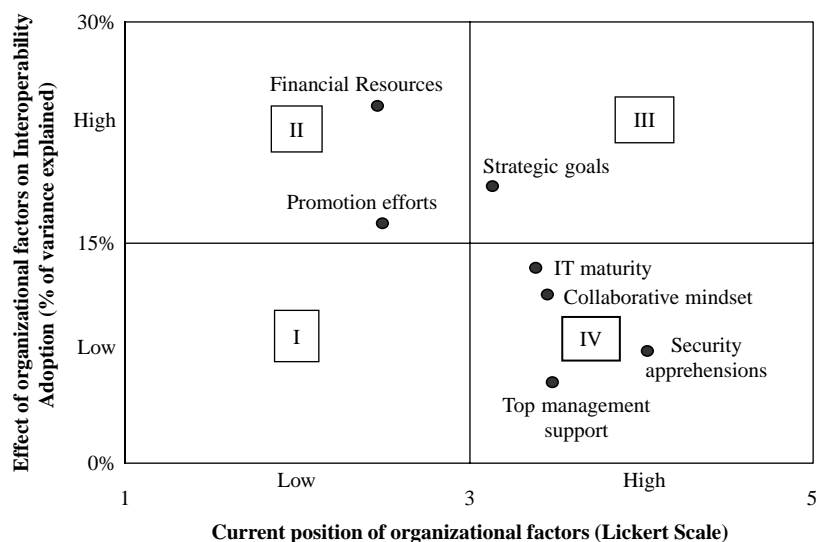 30%
Financial Resources
High
II
III
Strategic goals
Promotion efforts
15%
IT maturity
Collaborative mindset
I
IV
Low
Security
apprehensions
Top management
support
0%
Low
High
1
3
5
Current position of organizational factors (Lickert Scale)
Effect of organizational factors on Interoperability
Adoption (% of variance explained)